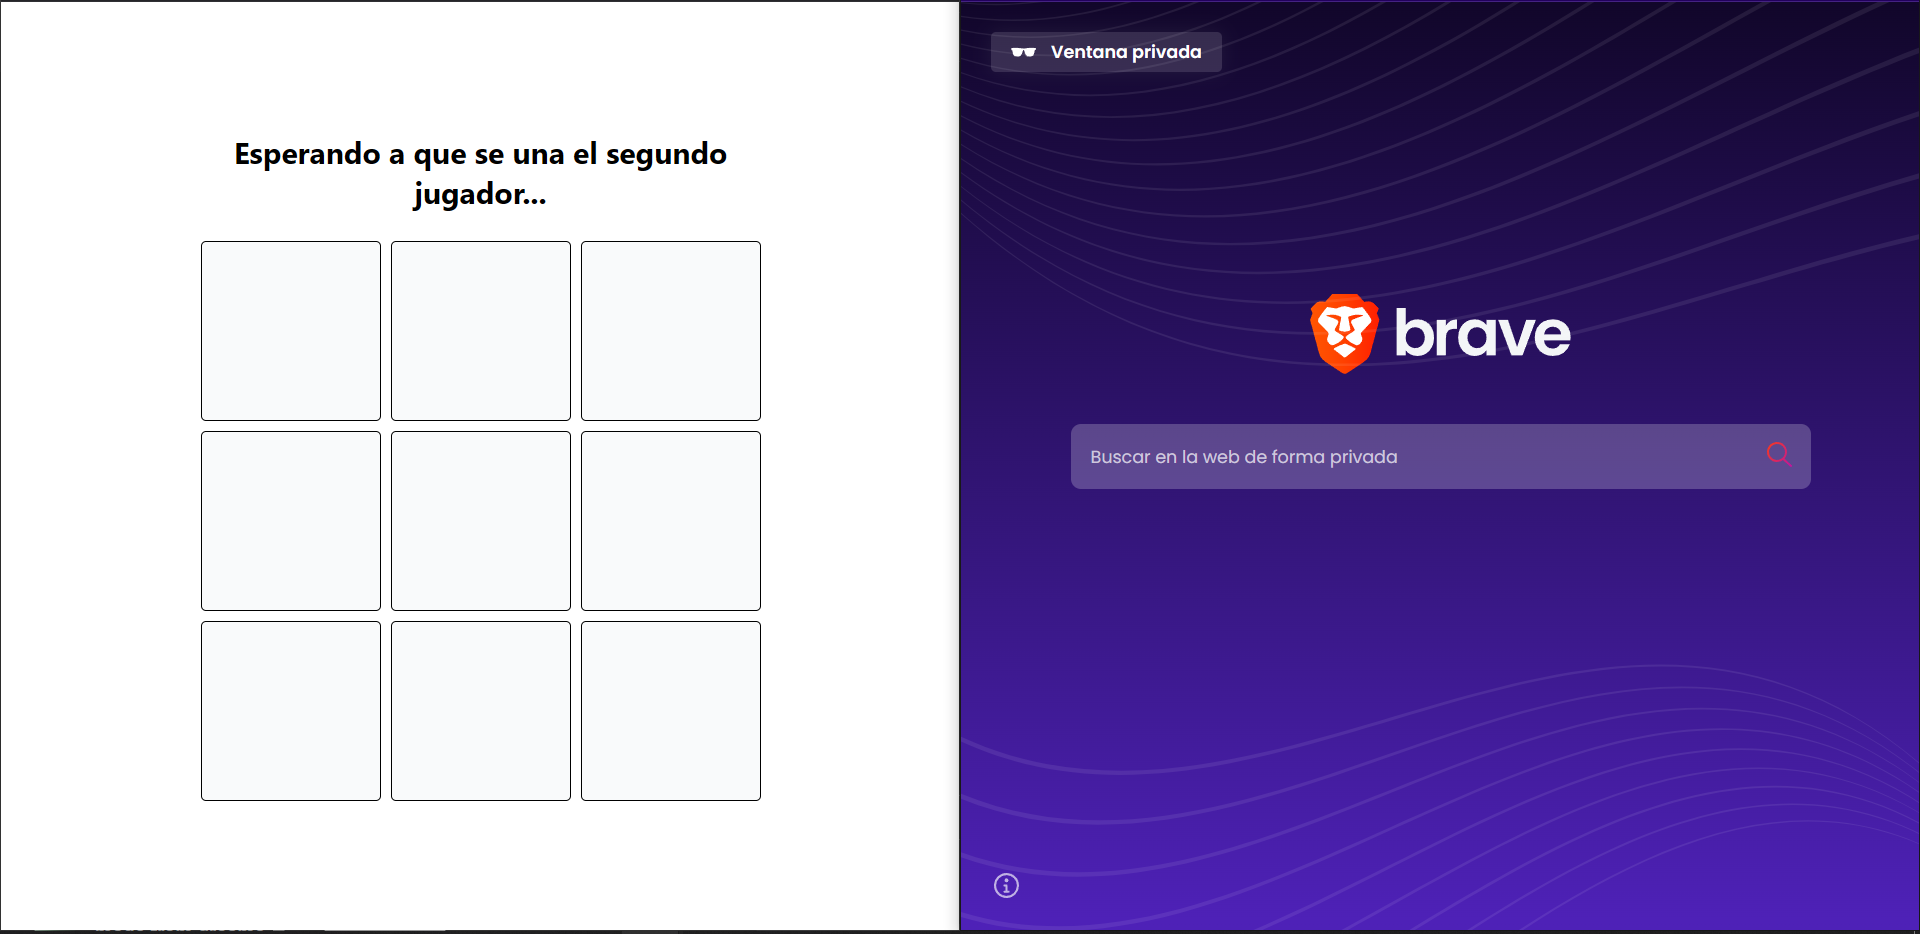 Esperando a que se una el segundo
jugador...
Ventana privada
brave
Buscar en la web de forma privada